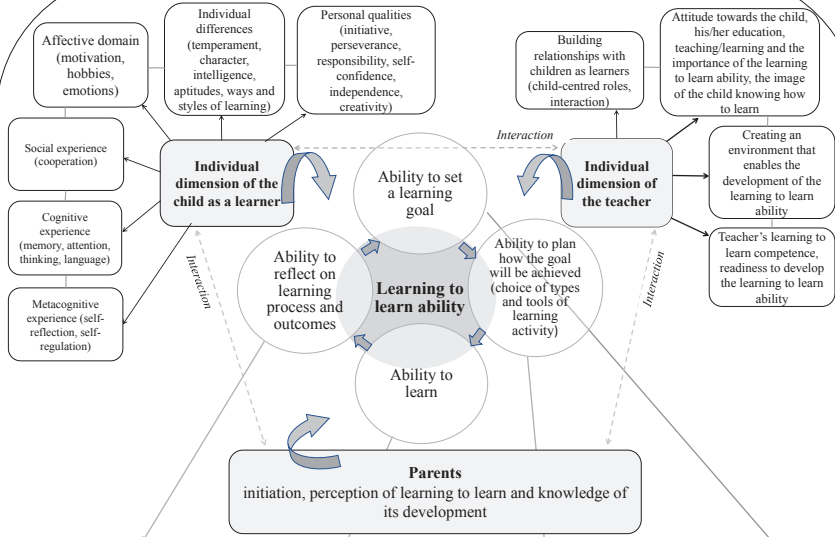 Affective domain
(motivation,
hobbies,
emotions)
Individual
differences
(temperament,
character,
intelligence,
aptitudes, ways and
styles of learning)
Personal qualities
(initiative,
perseverance,
responsibility, self-
confidence,
independence,
creativity)
Building
relationships with
children as learners
(child-centred roles,
interaction)
Attitude towards the child,
his/her education,
teaching/learning and the
importance of the learning
to learn ability, the image
of the child knowing how
to learn
Social experience
(cooperation)
Individual
dimension of the
child as a learner
Interaction
Individual
dimension of
the teacher
Creating an
environment that
enables the
development of the
learning to learn
ability
Cognitive
experience
(memory, attention,
thinking, language)
Metacognitive
experience (self-
reflection, self-
regulation)
Teacher's learning to
learn competence,
readiness to develop
the learning to learn
ability
Interaction
Ability to set
a learning
goal
Ability to
reflect on
learning
process and
outcomes
Learning to
learn ability
Ability to plan
how the goal
will be achieved
(choice of types
and tools of
learning
activity)
Ability to
learn
Interaction
Parents
initiation, perception of learning to learn and knowledge of
its development